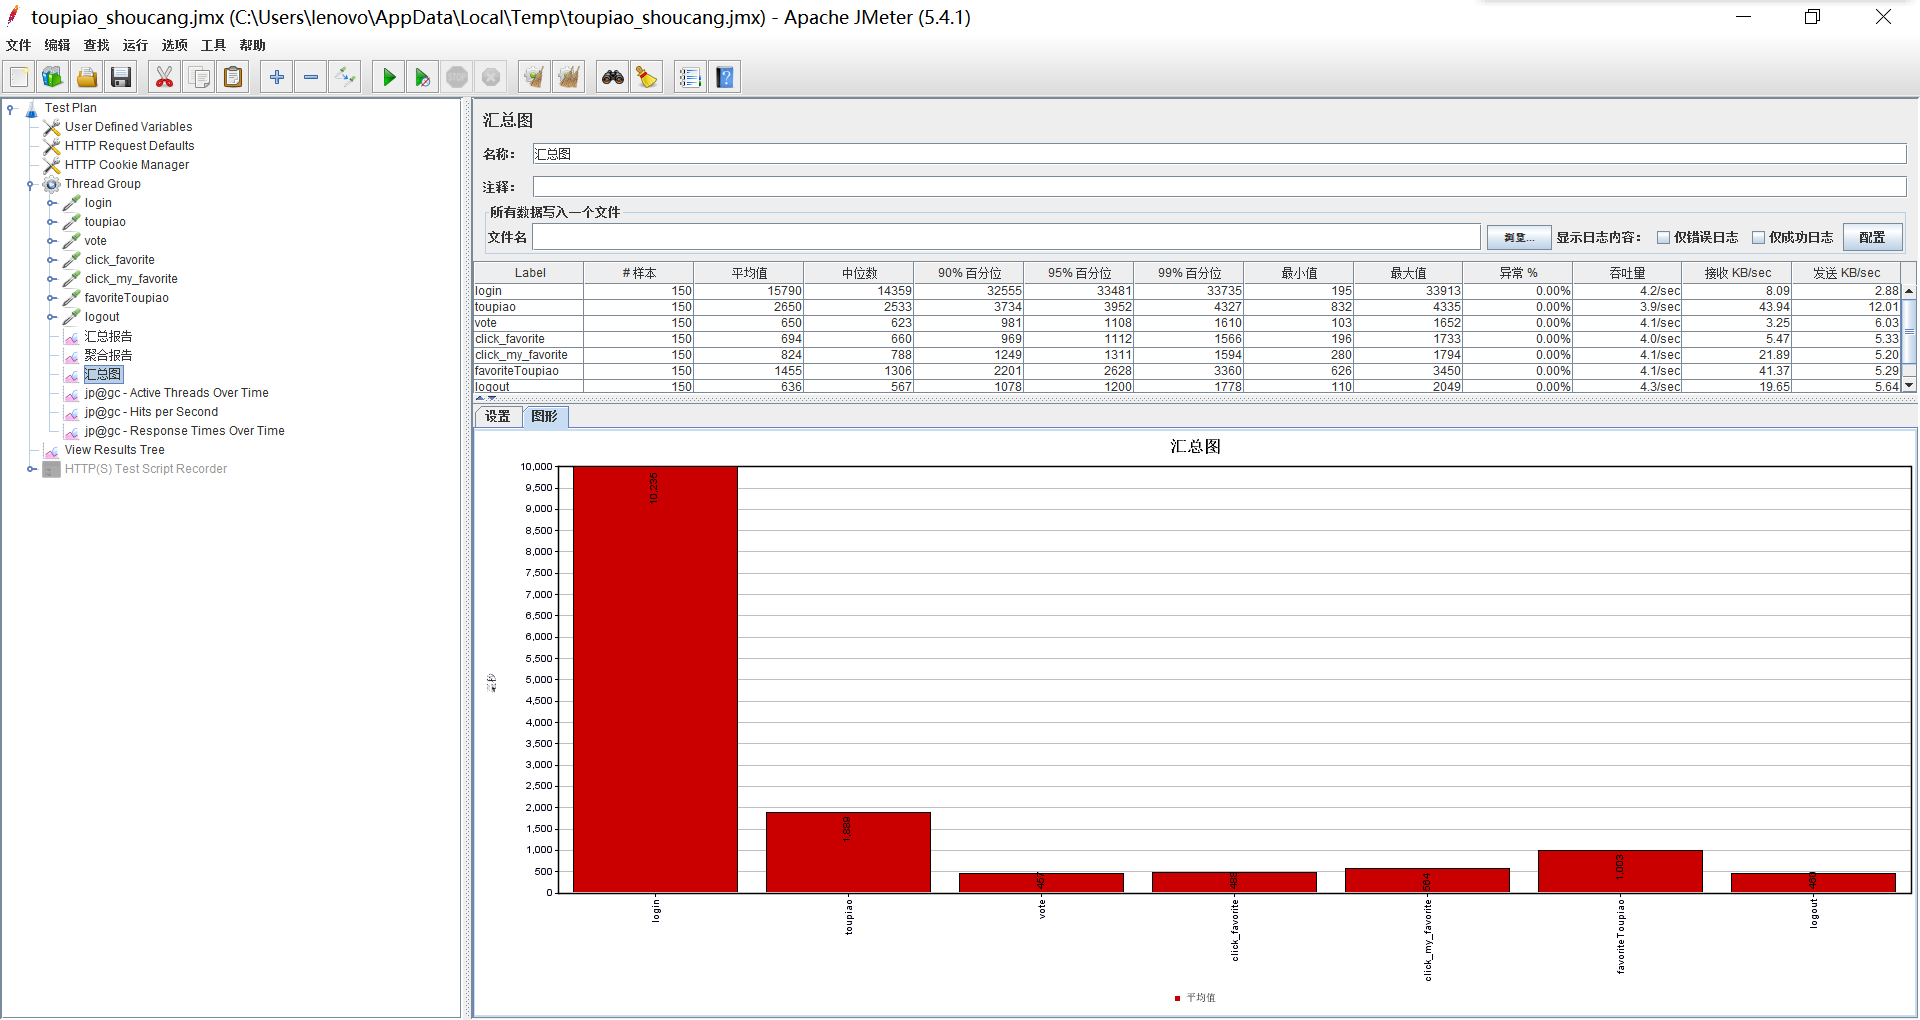 toupiao_shoucang.jmx (C:\Users\lenovo\AppData\Local\Temp\toupiao_shoucang.jmx) - Apache JMeter (5.4.1)
文件 编辑 查找 运行 选项 工具 帮助
Test Plan
User Defined Variables
HTTP Request Defaults
HTTP Cookie Manager
Thread Group
login
toupiao
vote
click_favorite
click_my_favorite
favoriteToupiao
logout
汇总报告
聚合报告
汇总图
jp@gc - Active Threads Over Time
jp@gc - Hits per Second
jp@gc - Response Times Over Time
View Results Tree
HTTP(S) Test Script Recorder
汇总图
名称： 汇总图
注释：
所有数据写入一个文件
文件名 浏览... 显示日志内容： 仅错误日志 仅成功日志 配置
Label # 样本 平均值 中位数 90% 百分位 95% 百分位 99% 百分位 最小值 最大值 异常 % 吞吐量 接收 KB/sec 发送 KB/sec
login 150 15790 14359 32555 33481 33735 195 33913 0.00% 4.2/sec 8.09 2.88
toupiao 150 2650 2533 3734 3952 4327 832 4335 0.00% 3.9/sec 43.94 12.01
vote 150 650 623 981 1108 1610 103 1652 0.00% 4.1/sec 3.25 6.03
click_favorite 150 694 660 969 1112 1566 196 1733 0.00% 4.0/sec 5.47 5.33
click_my_favorite 150 824 788 1249 1311 1594 280 1794 0.00% 4.1/sec 21.89 5.20
favoriteToupiao 150 1455 1306 2201 2628 3360 626 3450 0.00% 4.1/sec 41.37 5.29
logout 150 636 567 1078 1200 1778 110 2049 0.00% 4.3/sec 19.65 5.64
设置 图形
汇总图
10,000
9,500
9,000
8,500
8,000
7,500
7,000
6,500
6,000
5,500
5,000
4,500
4,000
3,500
3,000
2,500
2,000
1,500
1,000
500
0
毫秒
10,235
1,889
1,003
login
toupiao
vote
click_favorite
click_my_favorite
favoriteToupiao
logout
平均值